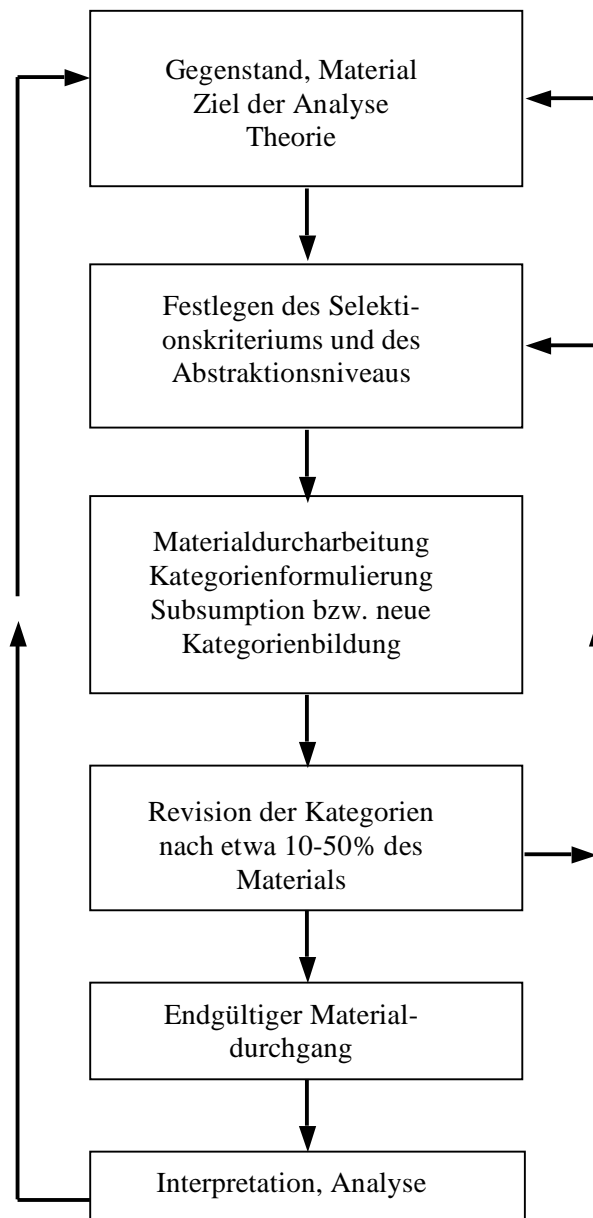 Gegenstand, Material
Ziel der Analyse
Theorie
Festlegen des Selekti-
onskriteriums und des
Abstraktionsniveaus
Materialdurcharbeitung
Kategorienformulierung
Subsumption bzw. neue
Kategorienbildung
Revision der Kategorien
nach etwa 10-50% des
Materials
Endgültiger Material-
durchgang
Interpretation, Analyse